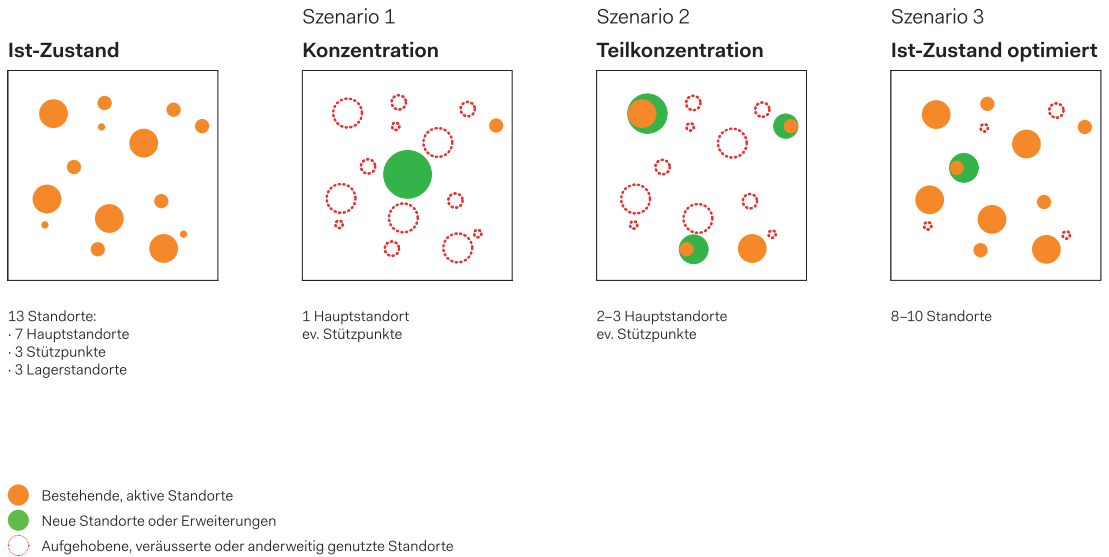 Ist-Zustand
13 Standorte:
· 7 Hauptstandorte
· 3 Stützpunkte
· 3 Lagerstandorte
Szenario 1
Konzentration
1 Hauptstandort
ev. Stützpunkte
Szenario 2
Teilkonzentration
2–3 Hauptstandorte
ev. Stützpunkte
Szenario 3
Ist-Zustand optimiert
8–10 Standorte
Bestehende, aktive Standorte
Neue Standorte oder Erweiterungen
Aufgehobene, veräusserte oder anderweitig genutzte Standorte